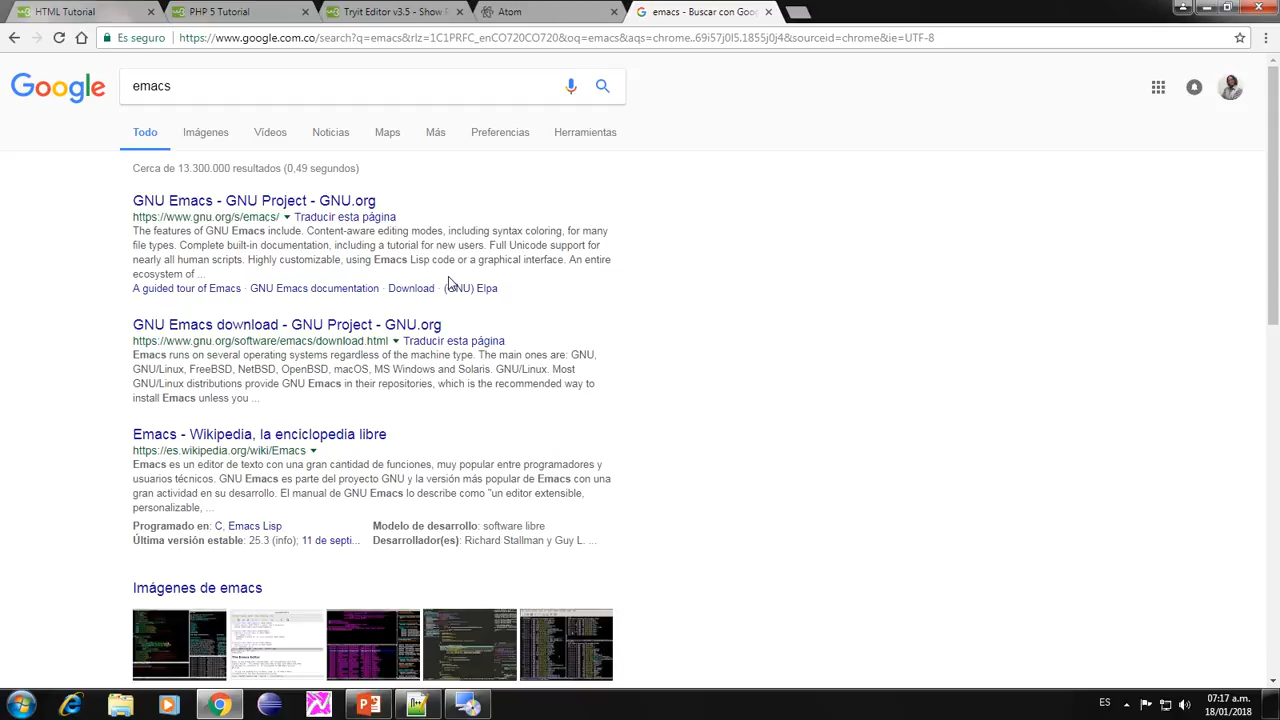 HTML Tutorial
PHP 5 Tutorial
Tryit Editor v3.5 - Show P
Atom
emacs - Buscar con Goog
Es seguro
https://www.google.com.co/search?q=emacs&rlz=1C1PRFC_enCO720CO720&oq=emacs&aqs=chrome..69i57j0l5.1855j0j4&sourceid=chrome&ie=UTF-8
Google
emacs
Todo
Imágenes
Vídeos
Noticias
Maps
Más
Preferencias
Herramientas
Cerca de 13.300.000 resultados (0,49 segundos)
GNU Emacs - GNU Project - GNU.org
https://www.gnu.org/s/emacs/ Traducir esta página
The features of GNU Emacs include. Content-aware editing modes, including syntax coloring, for many
file types. Complete built-in documentation, including a tutorial for new users. Full Unicode support for
nearly all human scripts. Highly customizable, using Emacs Lisp code or a graphical interface. An entire
ecosystem of ...
A guided tour of Emacs · GNU Emacs documentation · Download · (GNU) Elpa
GNU Emacs download - GNU Project - GNU.org
https://www.gnu.org/software/emacs/download.html Traducir esta página
Emacs runs on several operating systems regardless of the machine type. The main ones are: GNU,
GNU/Linux, FreeBSD, NetBSD, OpenBSD, macOS, MS Windows and Solaris. GNU/Linux. Most
GNU/Linux distributions provide GNU Emacs in their repositories, which is the recommended way to
install Emacs unless you ...
Emacs - Wikipedia, la enciclopedia libre
https://es.wikipedia.org/wiki/Emacs
Emacs es un editor de texto con una gran cantidad de funciones, muy popular entre programadores y
usuarios técnicos. GNU Emacs es parte del proyecto GNU y la versión más popular de Emacs con una
gran actividad en su desarrollo. El manual de GNU Emacs lo describe como "un editor extensible,
personalizable, ...
Programado en: C, Emacs Lisp
Modelo de desarrollo: software libre
Última versión estable: 25.3 (info); 11 de septi...
Desarrollador(es): Richard Stallman y Guy L. ...
Imágenes de emacs
ES
07:17 a.m.
18/01/2018